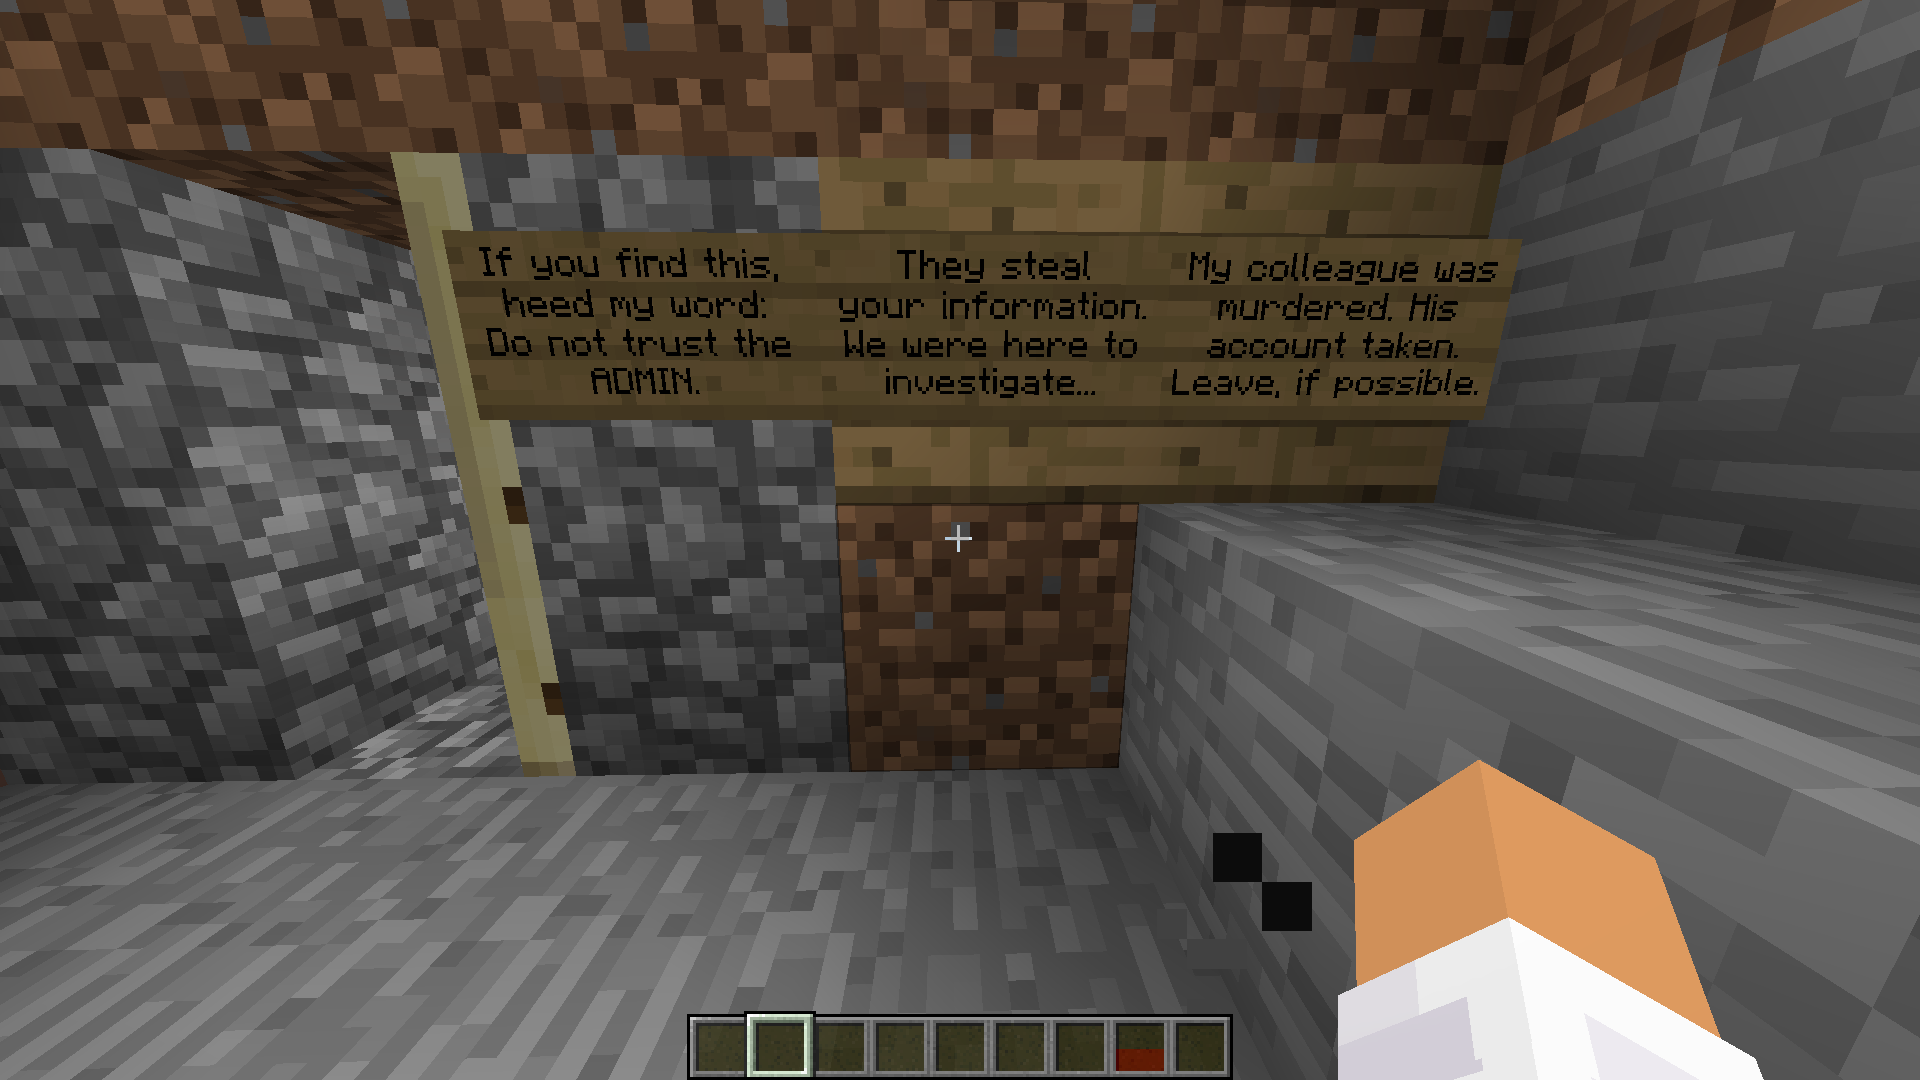 If you find this,
heed my word:
Do not trust the
ADMIN.
They steal
your information.
We were here to
investigate...
My colleague was
murdered. His
account taken.
Leave, if possible.